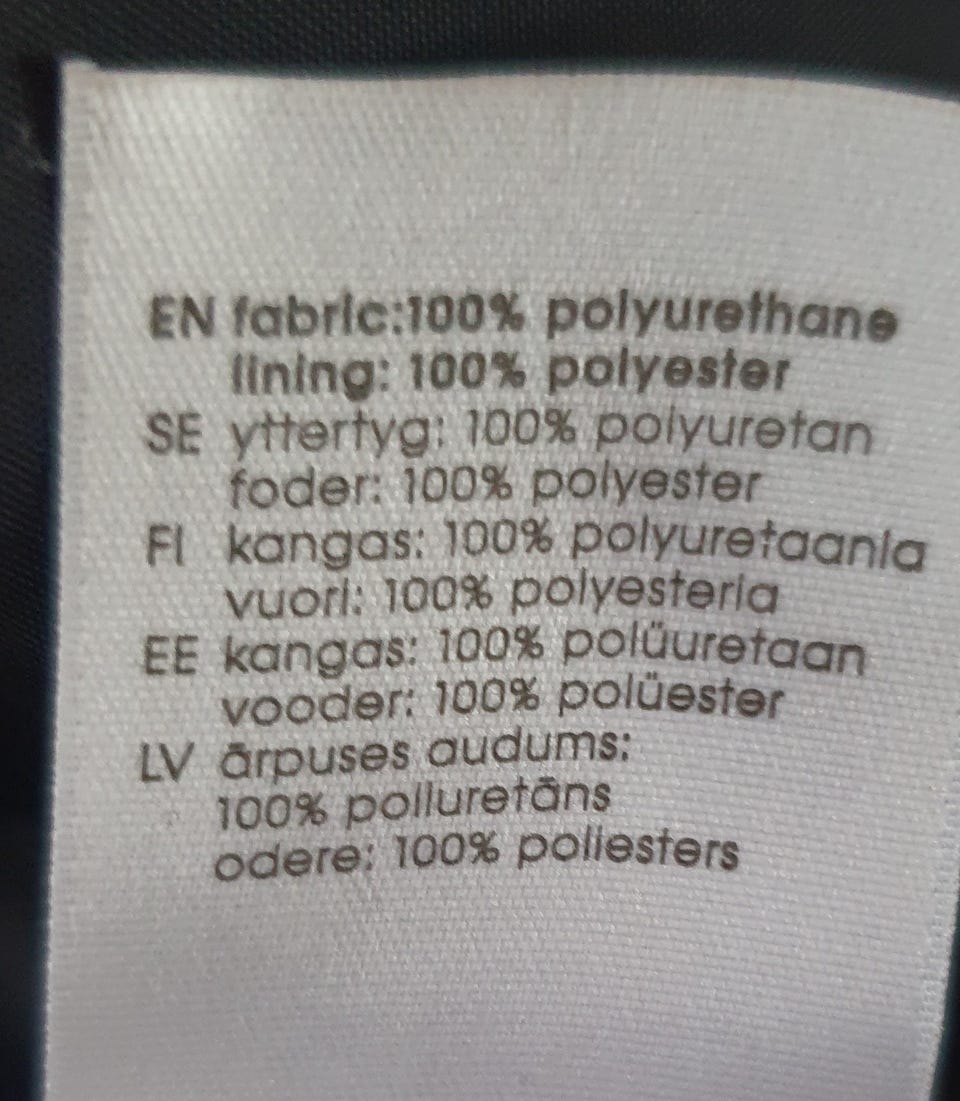 EN fabric:100% polyurethane
lining: 100% polyester
SE yttertyg: 100% polyuretan
foder: 100% polyester
FI kangas: 100% polyuretaania
vuori: 100% polyesteria
EE kangas: 100% polüuretaan
vooder: 100% polüester
LV ārpuses audums:
100% poliuretāns
odere: 100% poliesters